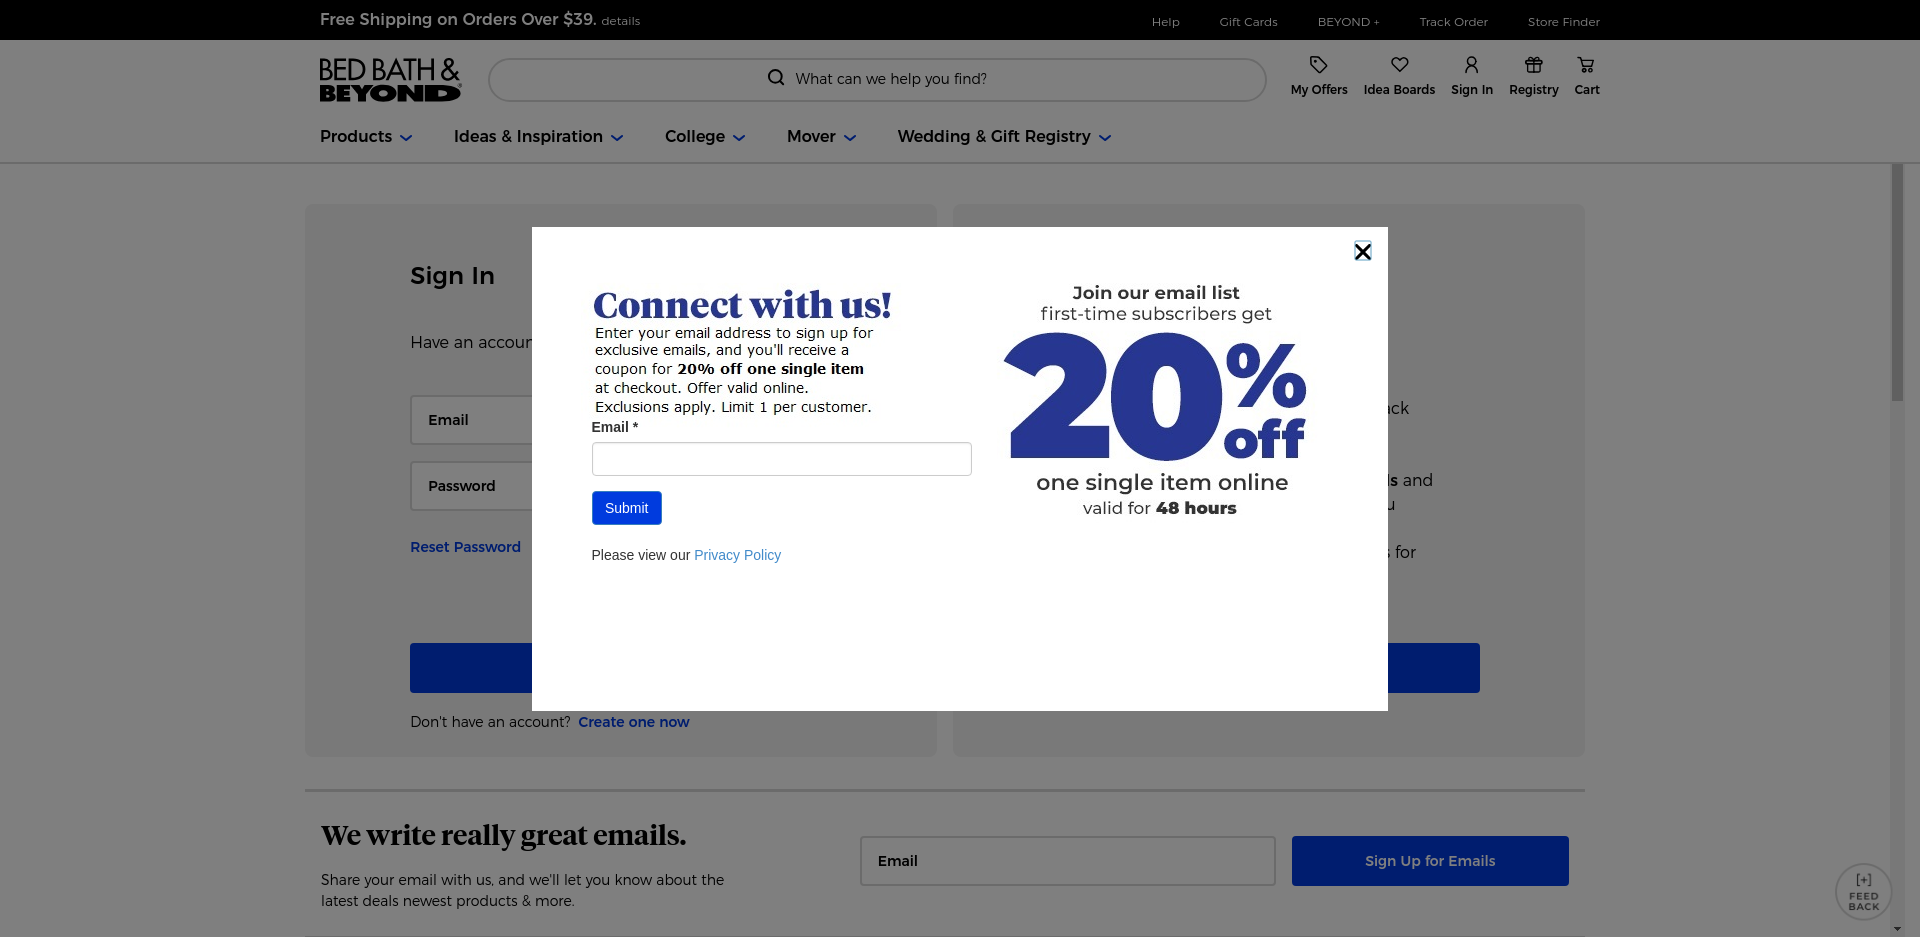 Free Shipping on Orders Over $39. details
Help
Gift Cards
BEYOND +
Track Order
Store Finder
BED BATH &
BEYOND
What can we help you find?
My Offers
Idea Boards
Sign In
Registry
Cart
Products
Ideas & Inspiration
College
Mover
Wedding & Gift Registry
Sign In
Have an accoun
Email
Password
Reset Password
Don't have an account? Create one now
Connect with us!
Enter your email address to sign up for
exclusive emails, and you'll receive a
coupon for 20% off one single item
at checkout. Offer valid online.
Exclusions apply. Limit 1 per customer.
Email *
Submit
Please view our Privacy Policy
Join our email list
first-time subscribers get
20%
off
one single item online
valid for 48 hours
and
for
We write really great emails.
Share your email with us, and we'll let you know about the
latest deals newest products & more.
Email
Sign Up for Emails
[+]
FEED
BACK